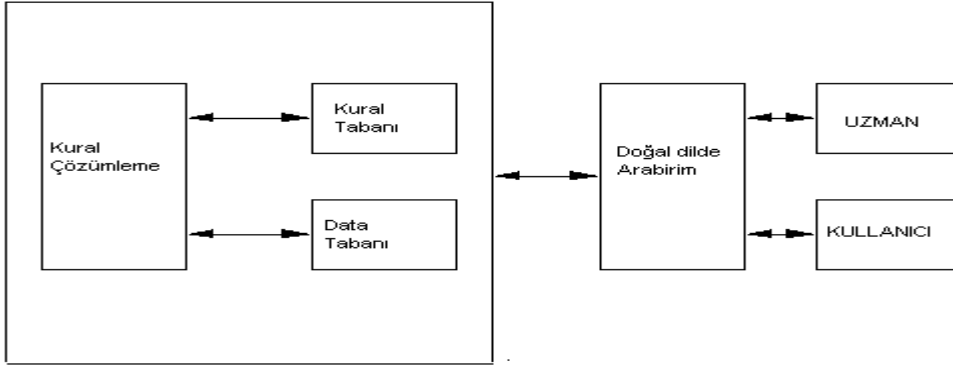 Kural
Çözümleme
Kural
Tabanı
Data
Tabanı
Doğal dilde
Arabirim
UZMAN
KULLANICI